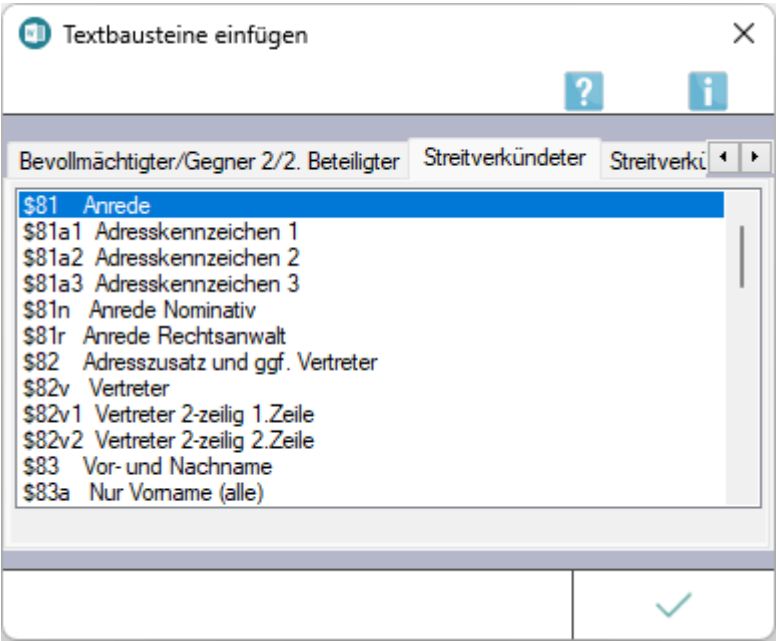 Textbausteine einfügen
Bevollmächtigter/Gegner 2/2. Beteiligter Streitverkündeter Streitverkü
$81 Anrede
$81a1 Adresskennzeichen 1
$81a2 Adresskennzeichen 2
$81a3 Adresskennzeichen 3
$81n Anrede Nominativ
$81r Anrede Rechtsanwalt
$82 Adresszusatz und ggf. Vertreter
$82v Vertreter
$82v1 Vertreter 2-zeilig 1.Zeile
$82v2 Vertreter 2-zeilig 2.Zeile
$83 Vor- und Nachname
$83a Nur Vorname (alle)